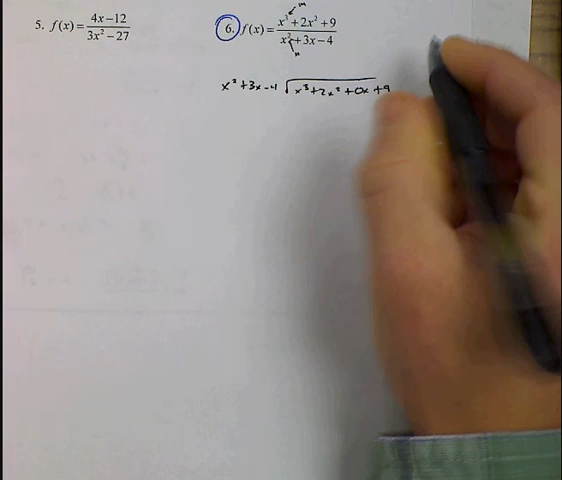 5. f(x) = (4x − 12)/(3x² − 27)
6. f(x) = (x³ + 2x² + 9)/(x² + 3x − 4)
m
n
x² + 3x − 4 √ x³ + 2x² + 0x + 9